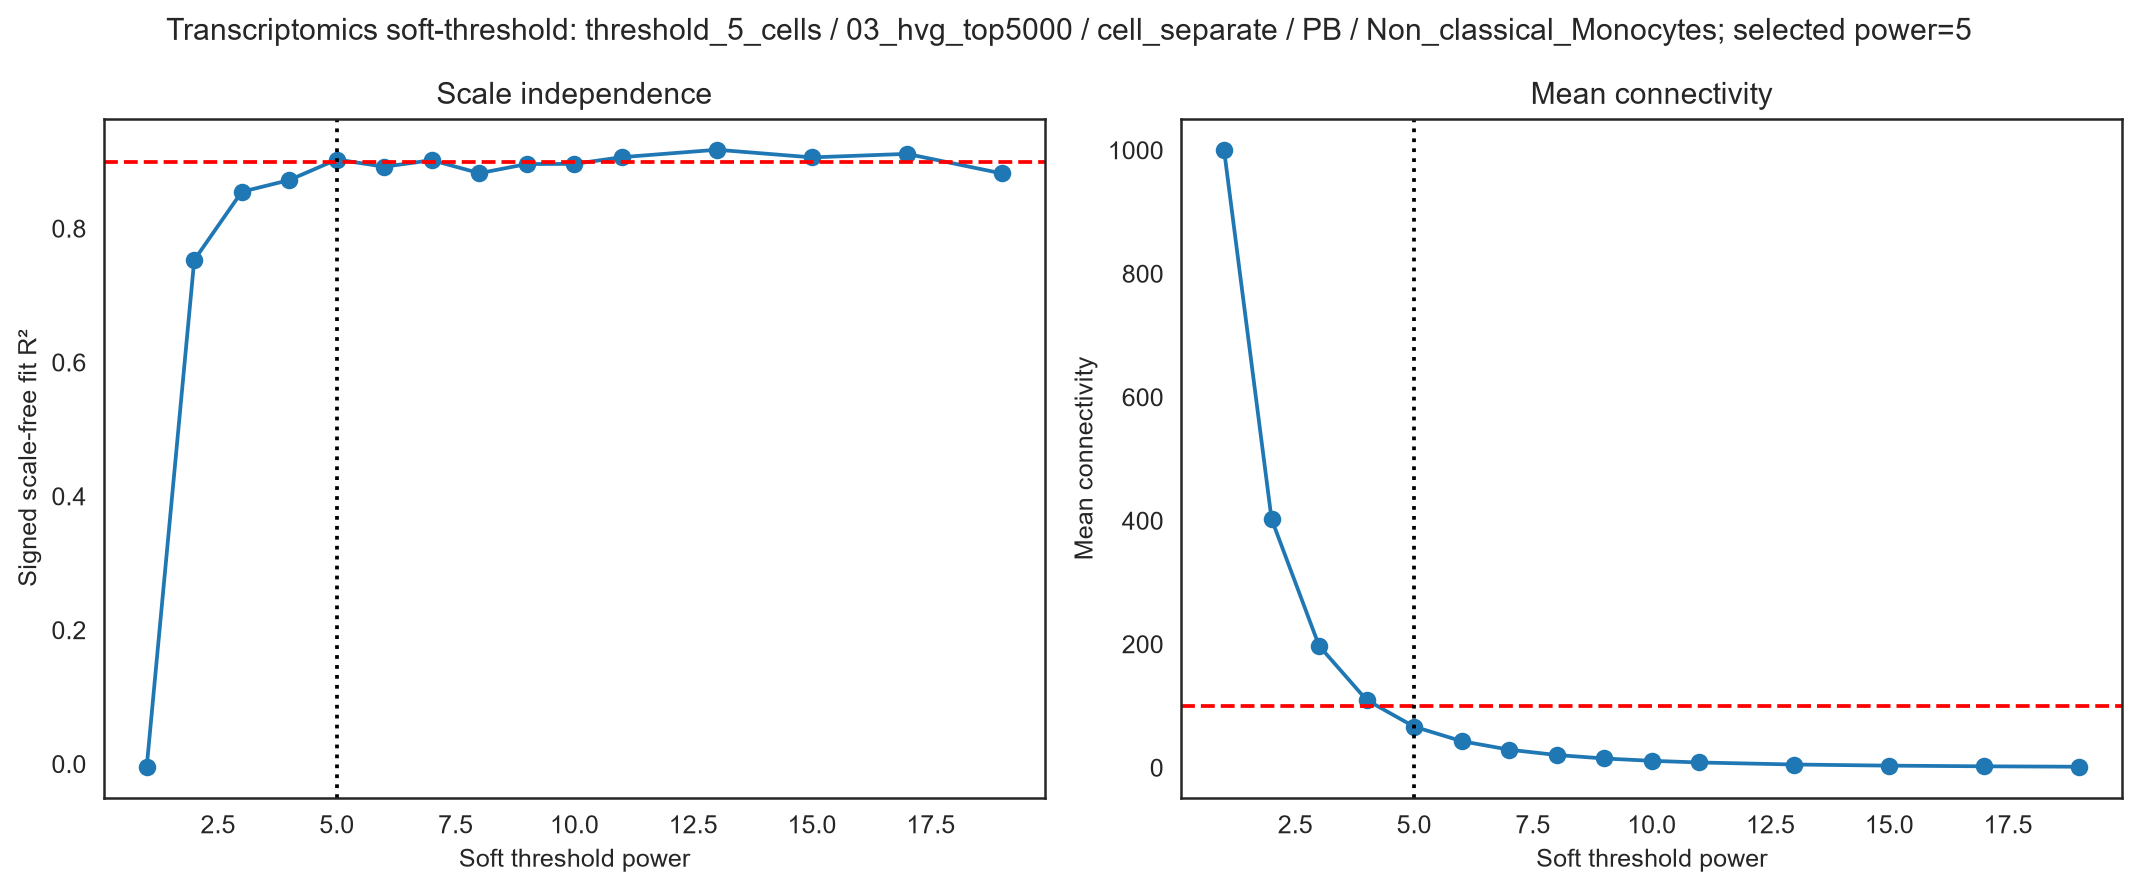 Transcriptomics soft-threshold: threshold_5_cells / 03_hvg_top5000 / cell_separate / PB / Non_classical_Monocytes; selected power=5
Scale independence
Signed scale-free fit R²
0.8
0.6
0.4
0.2
0.0
2.5 5.0 7.5 10.0 12.5 15.0 17.5
Soft threshold power
Mean connectivity
Mean connectivity
1000
800
600
400
200
0
2.5 5.0 7.5 10.0 12.5 15.0 17.5
Soft threshold power